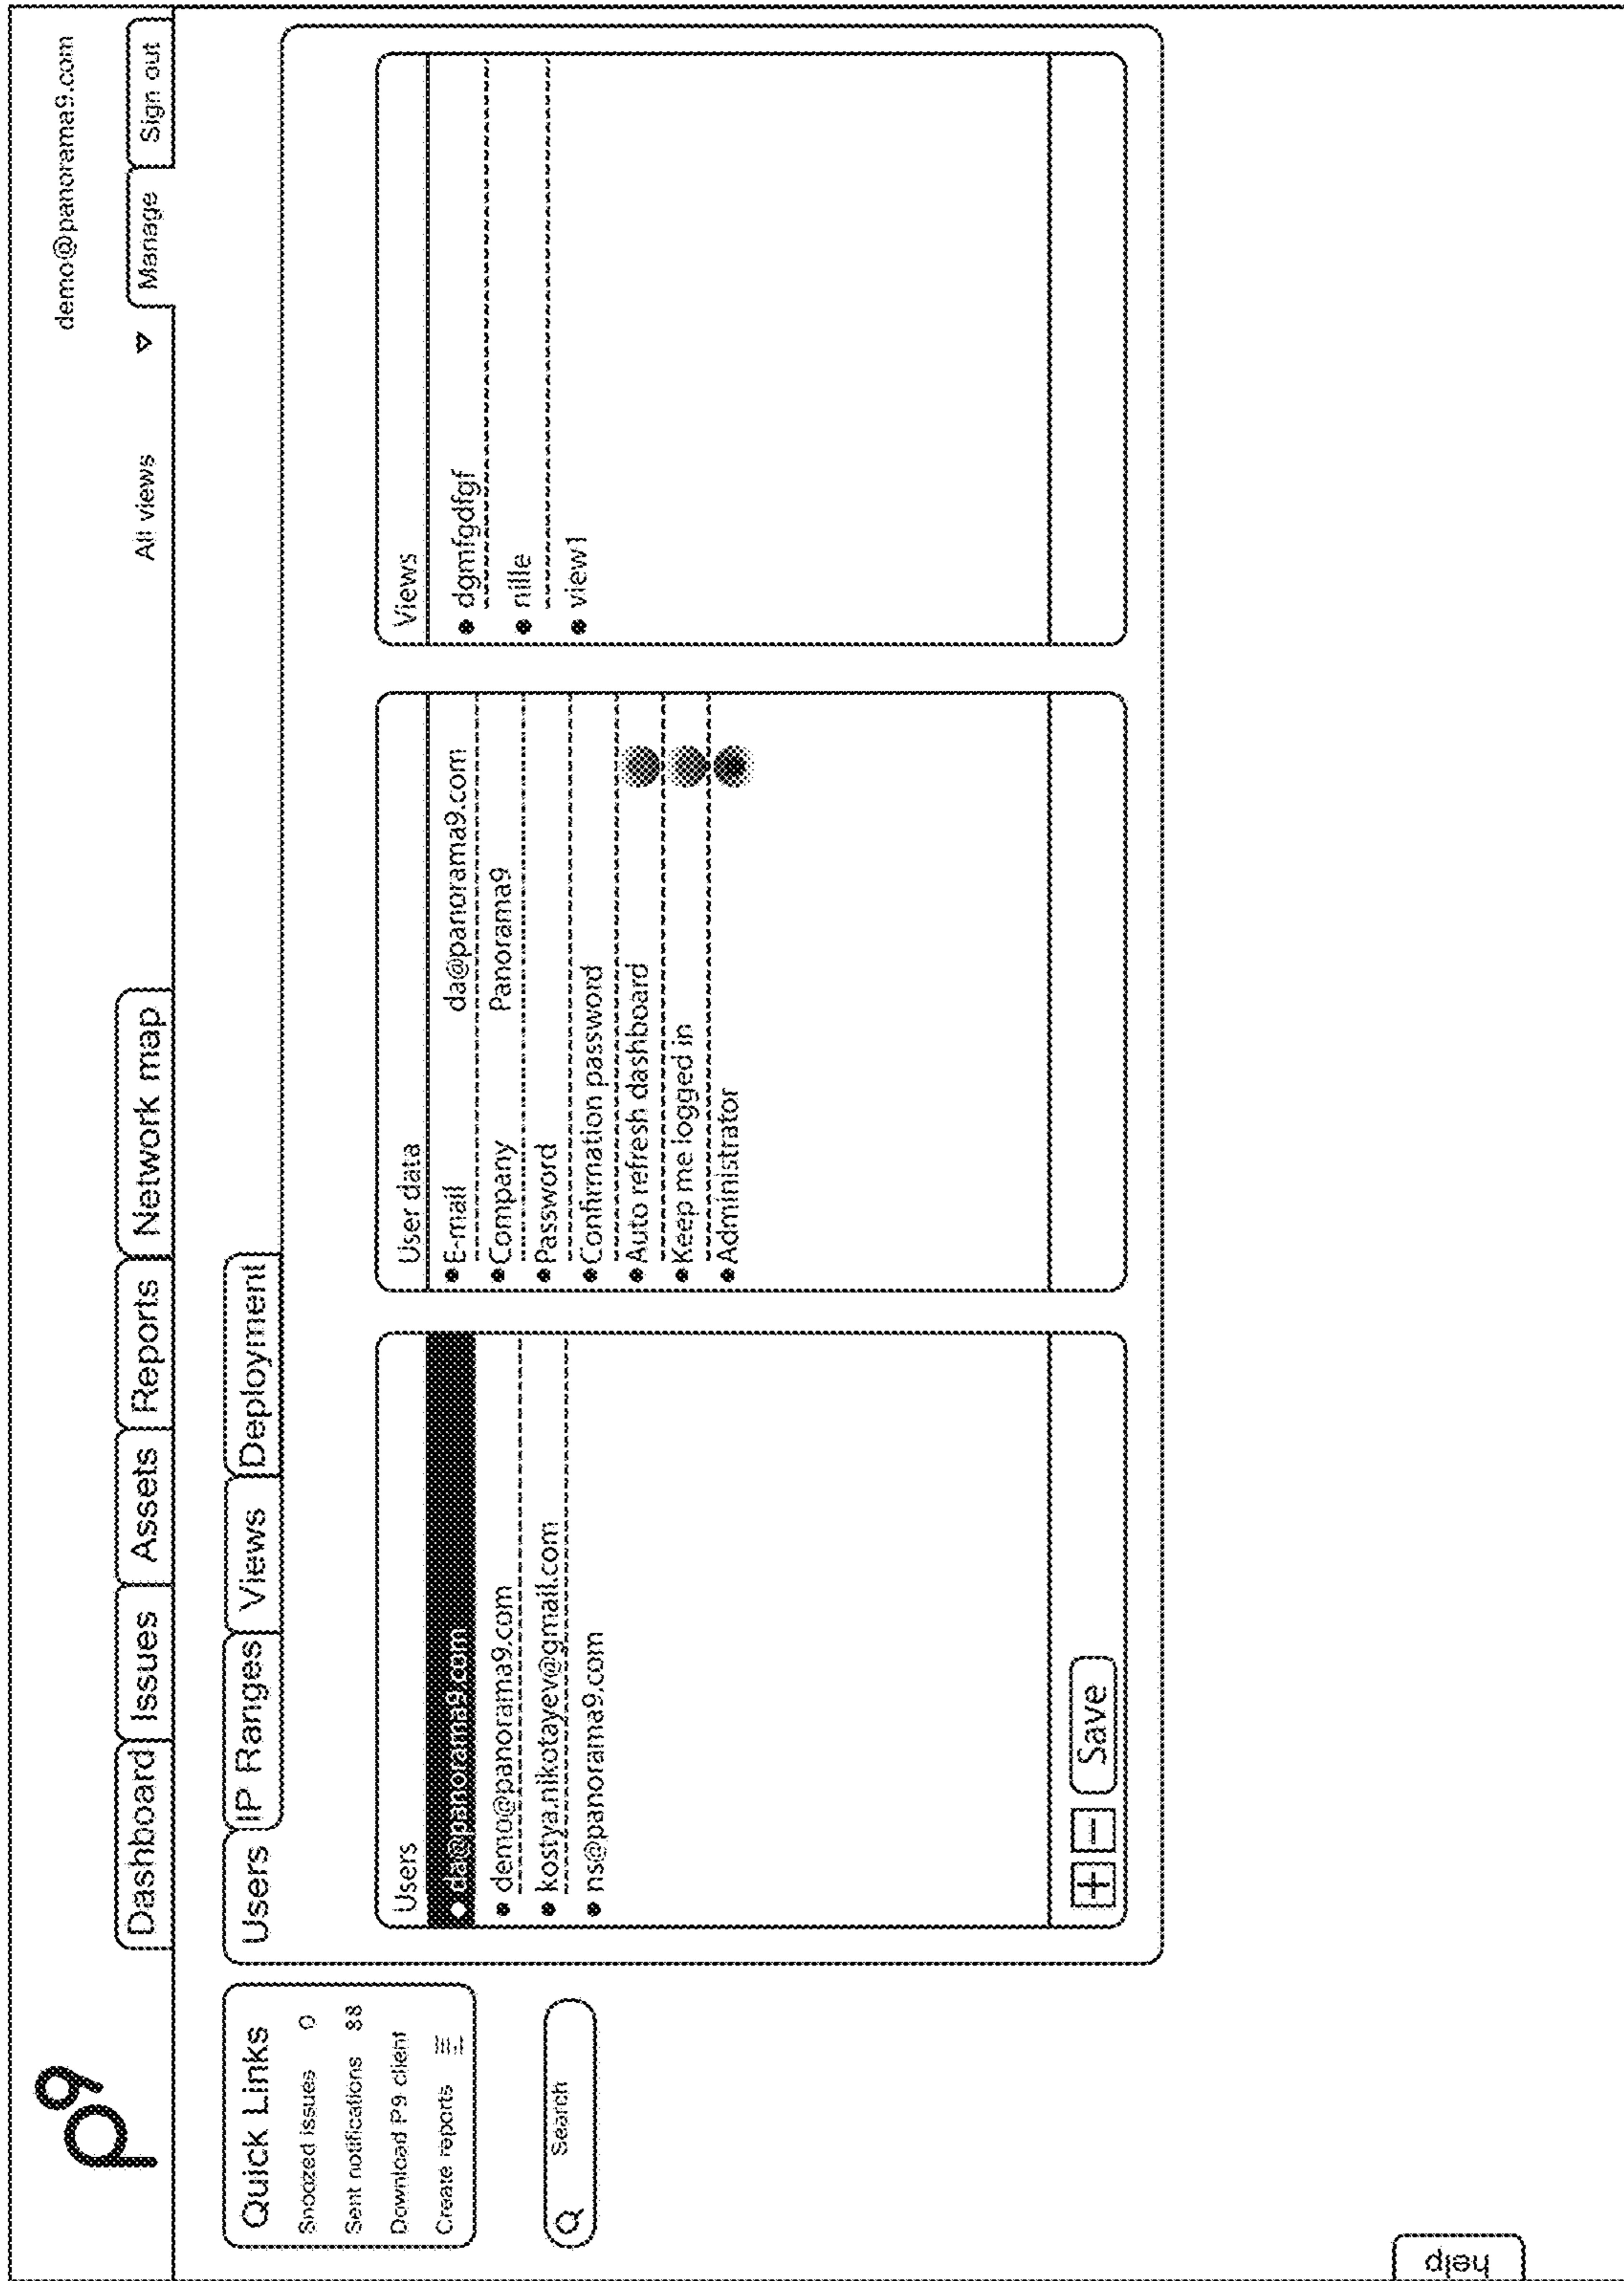 p9
demo@panorama9.com
Dashboard Issues Assets Reports Network map
All views Manage Sign out
Quick Links
Snoozed issues 0
Sent notifications 88
Download P9 client
Create reports
Search
Users IP Ranges Views Deployment
Users
da@panorama9.com
demo@panorama9.com
kostya.nikotayev@gmail.com
ns@panorama9.com
Save
User data
E-mail da@panorama9.com
Company Panorama9
Password
Confirmation password
Auto refresh dashboard
Keep me logged in
Administrator
Views
dgmfgdfgf
nille
view1
help